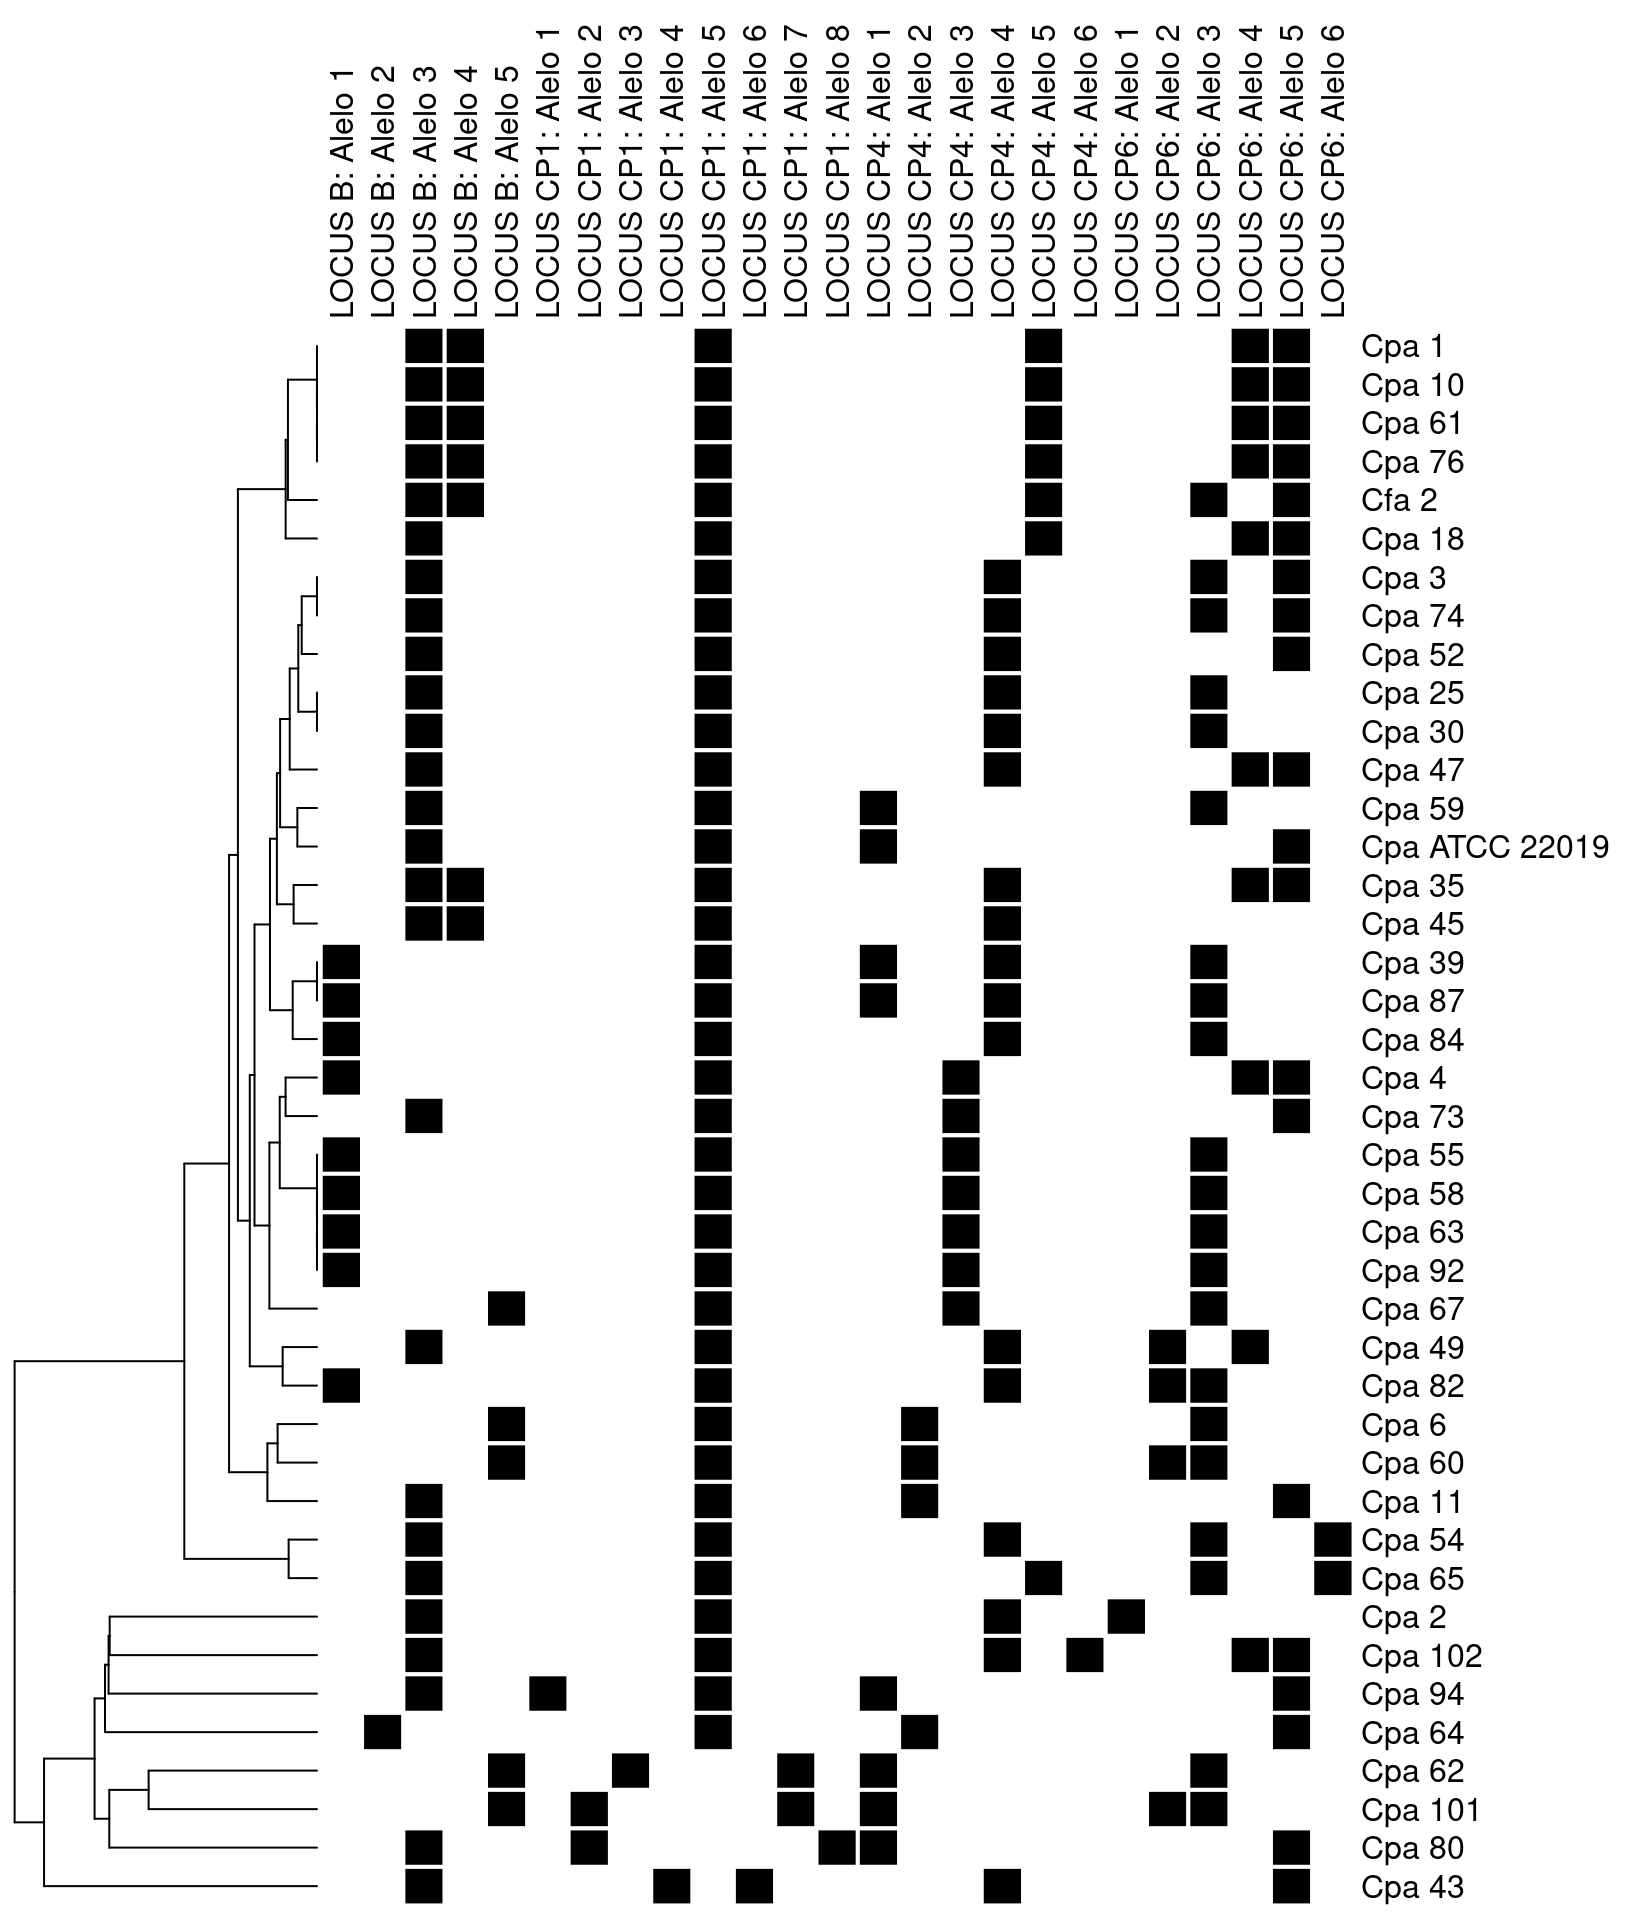 LOCUS B: Alelo 1
LOCUS B: Alelo 2
LOCUS B: Alelo 3
LOCUS B: Alelo 4
LOCUS B: Alelo 5
LOCUS CP1: Alelo 1
LOCUS CP1: Alelo 2
LOCUS CP1: Alelo 3
LOCUS CP1: Alelo 4
LOCUS CP1: Alelo 5
LOCUS CP1: Alelo 6
LOCUS CP1: Alelo 7
LOCUS CP1: Alelo 8
LOCUS CP4: Alelo 1
LOCUS CP4: Alelo 2
LOCUS CP4: Alelo 3
LOCUS CP4: Alelo 4
LOCUS CP4: Alelo 5
LOCUS CP4: Alelo 6
LOCUS CP6: Alelo 1
LOCUS CP6: Alelo 2
LOCUS CP6: Alelo 3
LOCUS CP6: Alelo 4
LOCUS CP6: Alelo 5
LOCUS CP6: Alelo 6
Cpa 1
Cpa 10
Cpa 61
Cpa 76
Cfa 2
Cpa 18
Cpa 3
Cpa 74
Cpa 52
Cpa 25
Cpa 30
Cpa 47
Cpa 59
Cpa ATCC 22019
Cpa 35
Cpa 45
Cpa 39
Cpa 87
Cpa 84
Cpa 4
Cpa 73
Cpa 55
Cpa 58
Cpa 63
Cpa 92
Cpa 67
Cpa 49
Cpa 82
Cpa 6
Cpa 60
Cpa 11
Cpa 54
Cpa 65
Cpa 2
Cpa 102
Cpa 94
Cpa 64
Cpa 62
Cpa 101
Cpa 80
Cpa 43